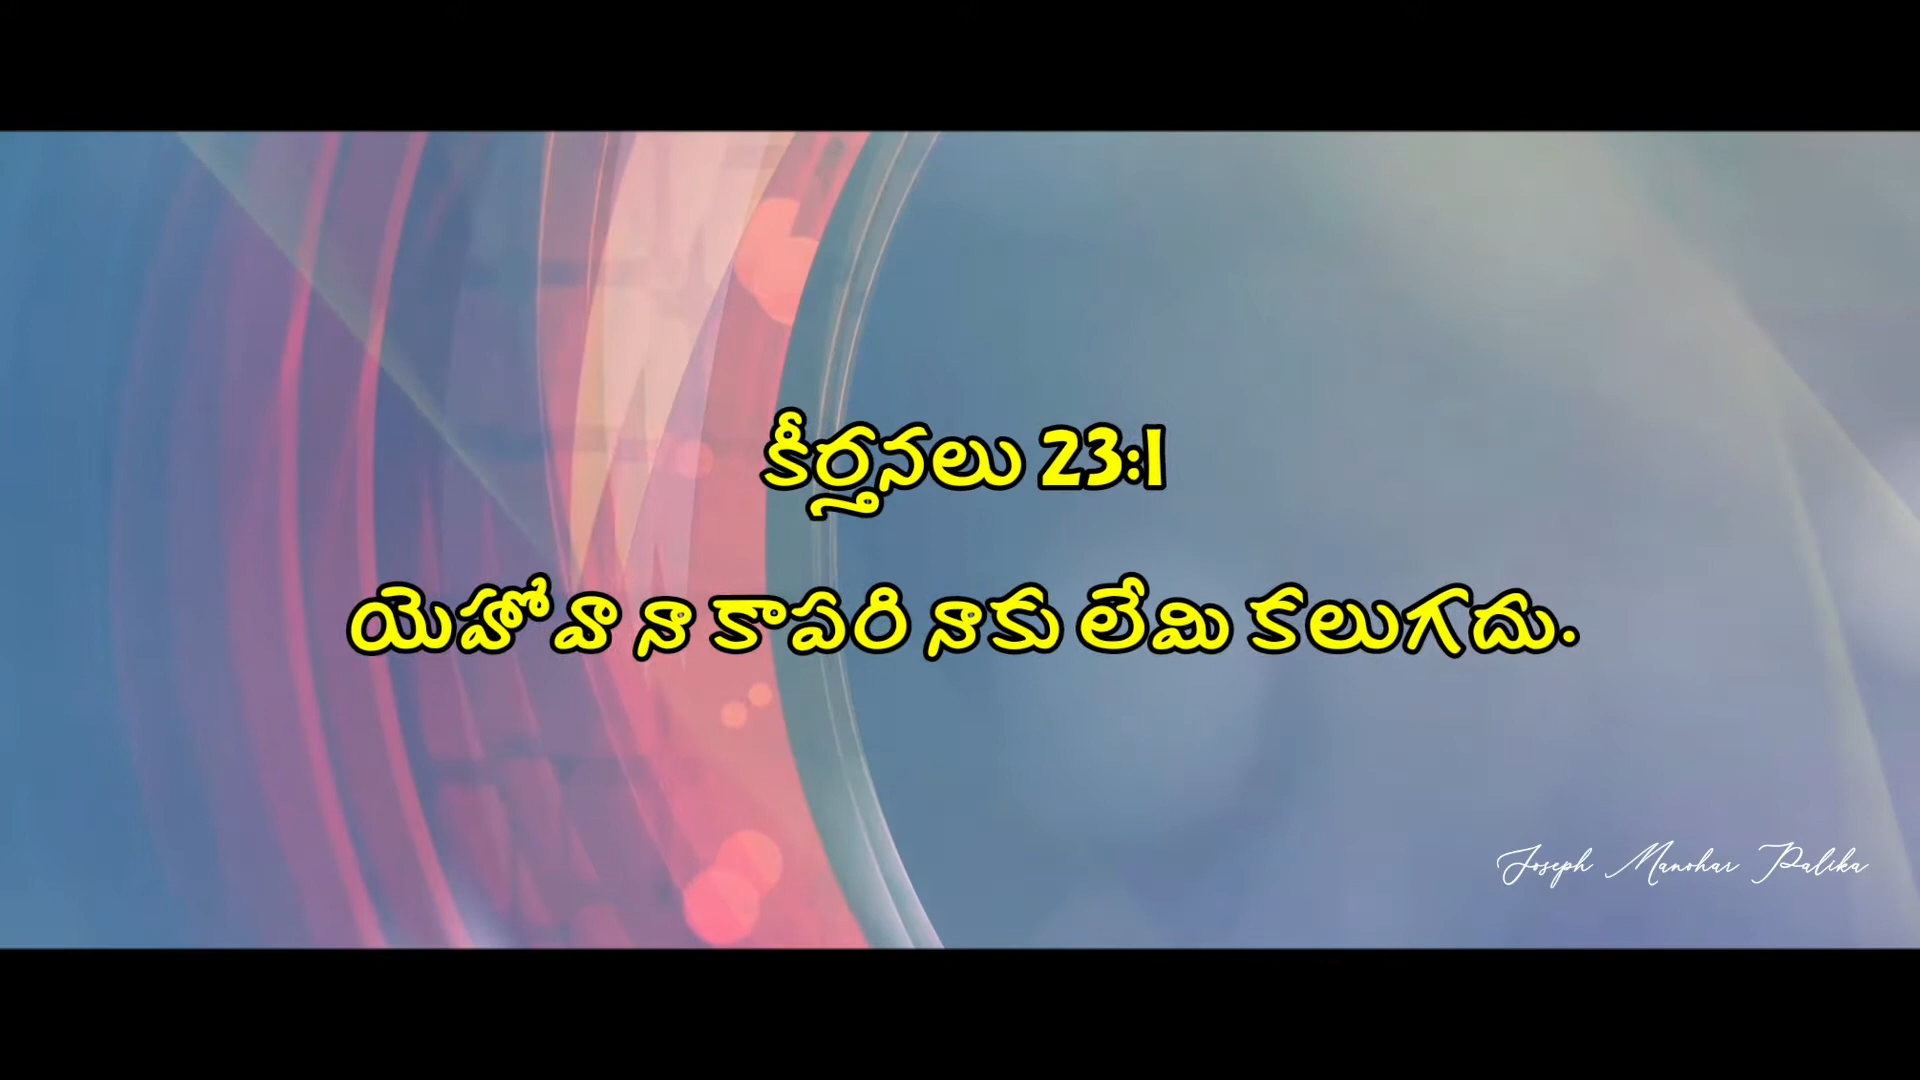 కీర్తనలు 23:1
యెహోవా నా కాపరి నాకు లేమి కలుగదు.
Joseph Manohar Palika